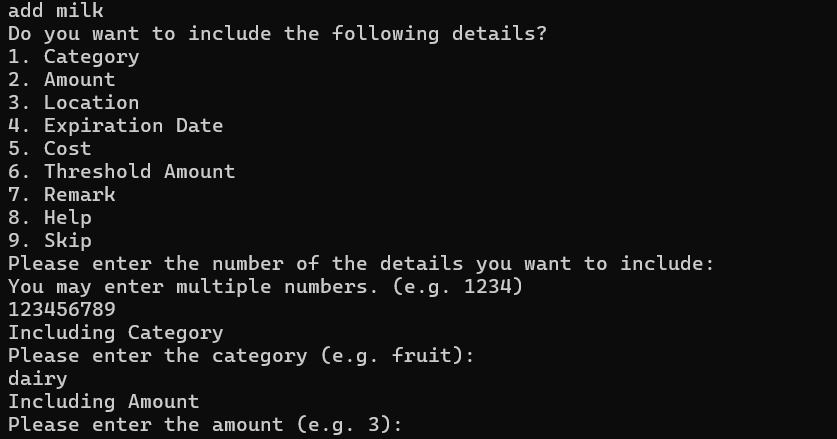 add milk
Do you want to include the following details?
1. Category
2. Amount
3. Location
4. Expiration Date
5. Cost
6. Threshold Amount
7. Remark
8. Help
9. Skip
Please enter the number of the details you want to include:
You may enter multiple numbers. (e.g. 1234)
123456789
Including Category
Please enter the category (e.g. fruit):
dairy
Including Amount
Please enter the amount (e.g. 3):